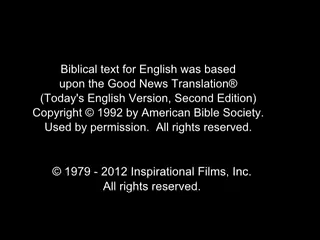 Biblical text for English was based
upon the Good News Translation®
(Today's English Version, Second Edition)
Copyright © 1992 by American Bible Society.
Used by permission.  All rights reserved.
© 1979 - 2012 Inspirational Films, Inc.
All rights reserved.